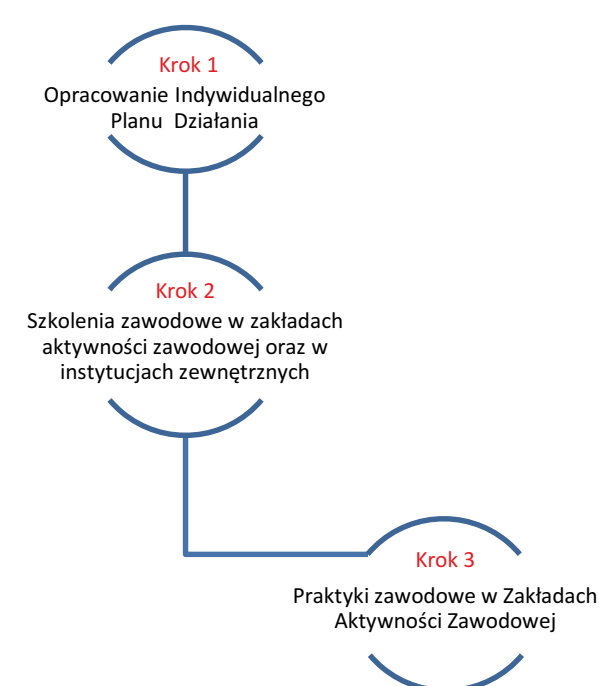 Krok 1
Opracowanie Indywidualnego
Planu Działania
Krok 2
Szkolenia zawodowe w zakładach
aktywności zawodowej oraz w
instytucjach zewnętrznych
Krok 3
Praktyki zawodowe w Zakładach
Aktywności Zawodowej